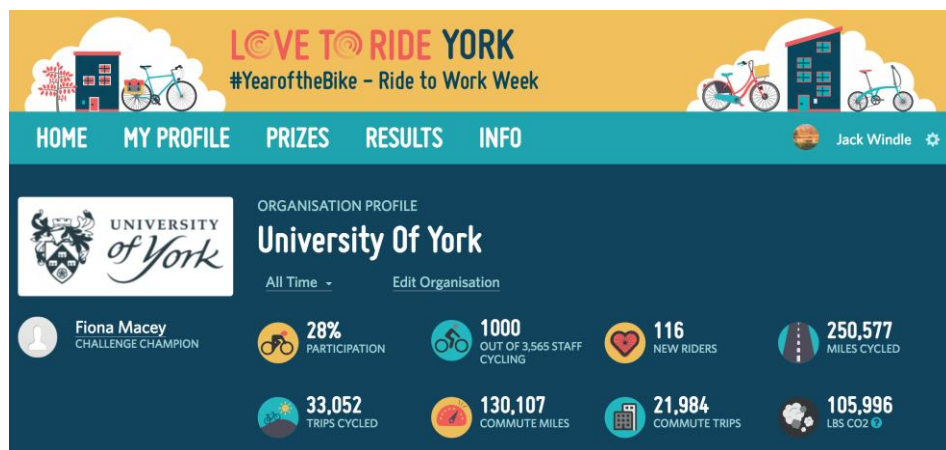 LOVE TO RIDE YORK
#YearoftheBike – Ride to Work Week
HOME MY PROFILE PRIZES RESULTS INFO
Jack Windle
UNIVERSITY
of York
ORGANISATION PROFILE
University Of York
All Time
Edit Organisation
Fiona Macey
CHALLENGE CHAMPION
28%
PARTICIPATION
1000
OUT OF 3,565 STAFF
CYCLING
116
NEW RIDERS
250,577
MILES CYCLED
33,052
TRIPS CYCLED
130,107
COMMUTE MILES
21,984
COMMUTE TRIPS
105,996
LBS CO2 ?